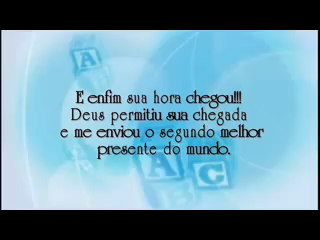 E enfim sua hora chegou!!!
Deus permitiu sua chegada
e me enviou o segundo melhor
presente do mundo.
A
B
A
C